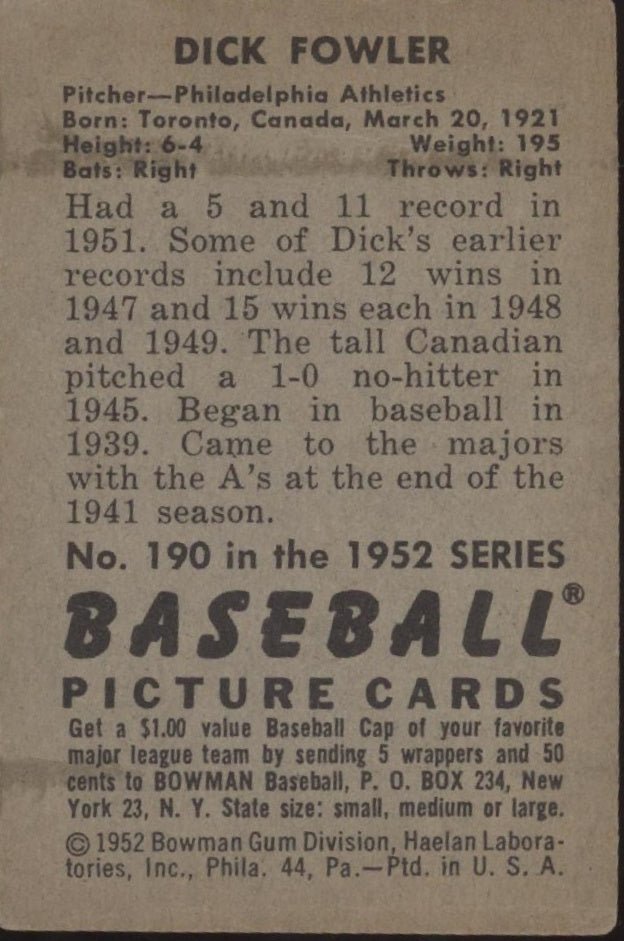 DICK FOWLER
Pitcher—Philadelphia Athletics
Born: Toronto, Canada, March 20, 1921
Height: 6-4 Weight: 195
Bats: Right Throws: Right
Had a 5 and 11 record in
1951. Some of Dick's earlier
records include 12 wins in
1947 and 15 wins each in 1948
and 1949. The tall Canadian
pitched a 1-0 no-hitter in
1945. Began in baseball in
1939. Came to the majors
with the A's at the end of the
1941 season.
No. 190 in the 1952 SERIES
BASEBALL®
PICTURE CARDS
Get a $1.00 value Baseball Cap of your favorite
major league team by sending 5 wrappers and 50
cents to BOWMAN Baseball, P. O. BOX 234, New
York 23, N. Y. State size: small, medium or large.
© 1952 Bowman Gum Division, Haelan Labora-
tories, Inc., Phila. 44, Pa.—Ptd. in U. S. A.